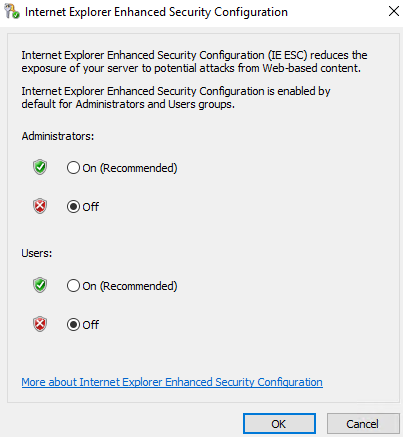 Internet Explorer Enhanced Security Configuration
Internet Explorer Enhanced Security Configuration (IE ESC) reduces the
exposure of your server to potential attacks from Web-based content.
Internet Explorer Enhanced Security Configuration is enabled by
default for Administrators and Users groups.
Administrators:
On (Recommended)
Off
Users:
On (Recommended)
Off
More about Internet Explorer Enhanced Security Configuration
OK Cancel